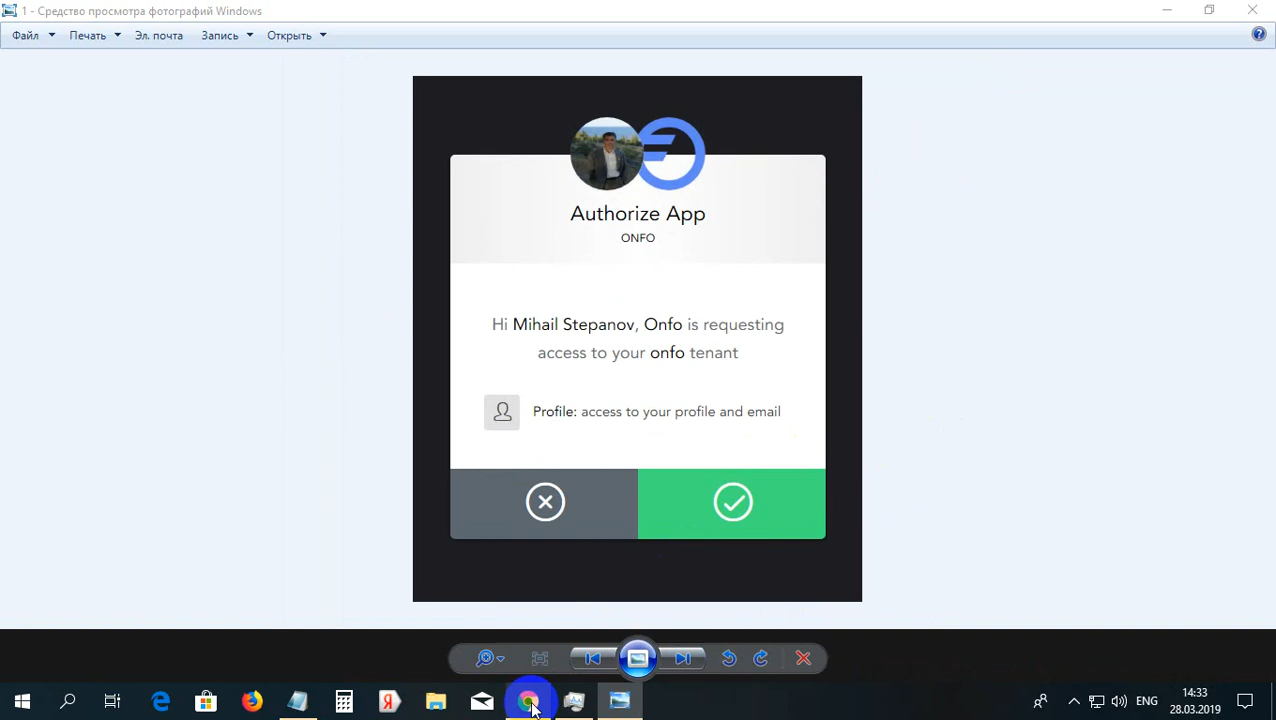 1 - Средство просмотра фотографий Windows
Файл Печать Эл. почта Запись Открыть
Authorize App
ONFO
Hi Mihail Stepanov, Onfo is requesting
access to your onfo tenant
Profile: access to your profile and email
ENG
14:33
28.03.2019